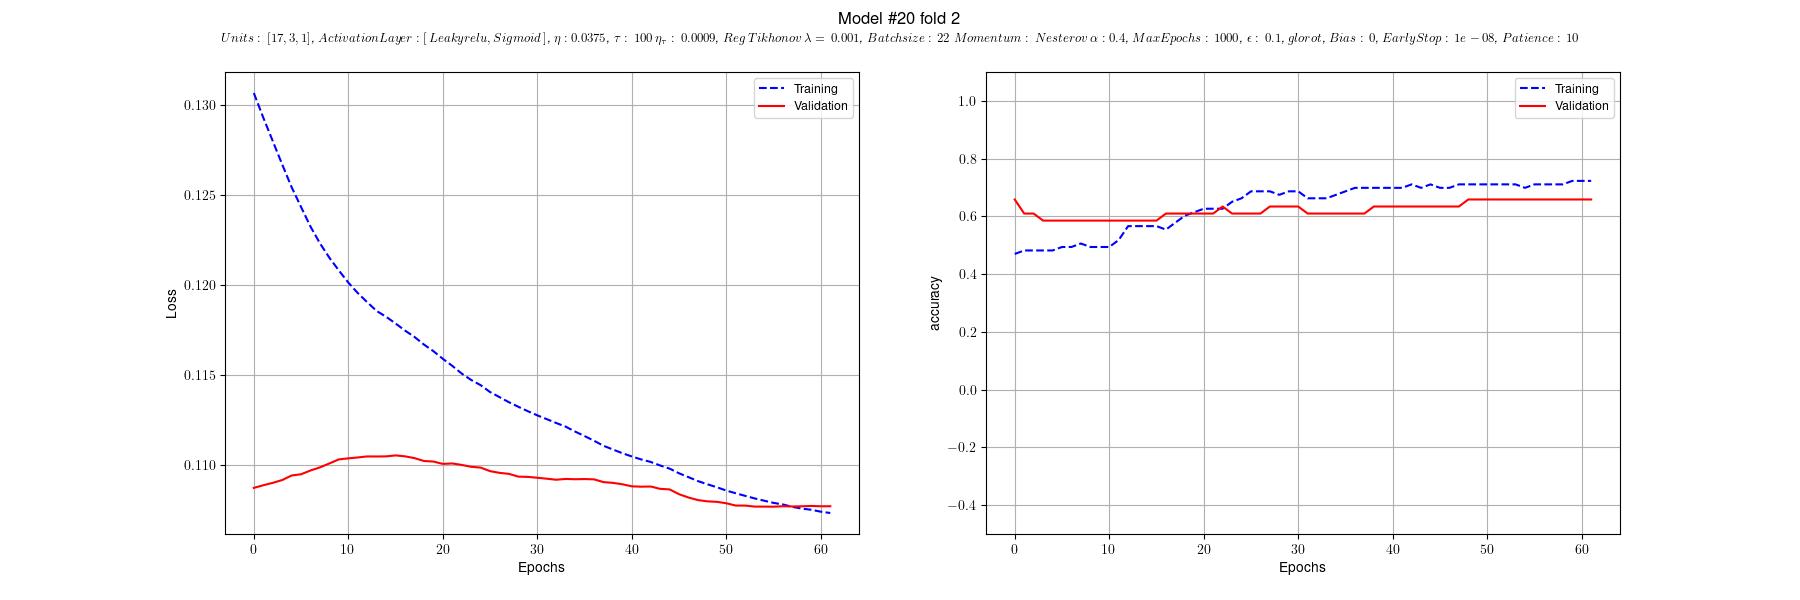 Model #20 fold 2
Units : [17, 3, 1], ActivationLayer : [Leakyrelu, Sigmoid], η : 0.0375, τ : 100 ητ : 0.0009, Reg Tikhonov λ = 0.001, Batchsize : 22 Momentum : Nesterov α : 0.4, MaxEpochs : 1000, ϵ : 0.1, glorot, Bias : 0, EarlyStop : 1e − 08, Patience : 10
Training
Validation
0.130
0.125
0.120
0.115
0.110
Loss
0
10
20
30
40
50
60
Epochs
Training
Validation
1.0
0.8
0.6
0.4
0.2
0.0
−0.2
−0.4
accuracy
0
10
20
30
40
50
60
Epochs